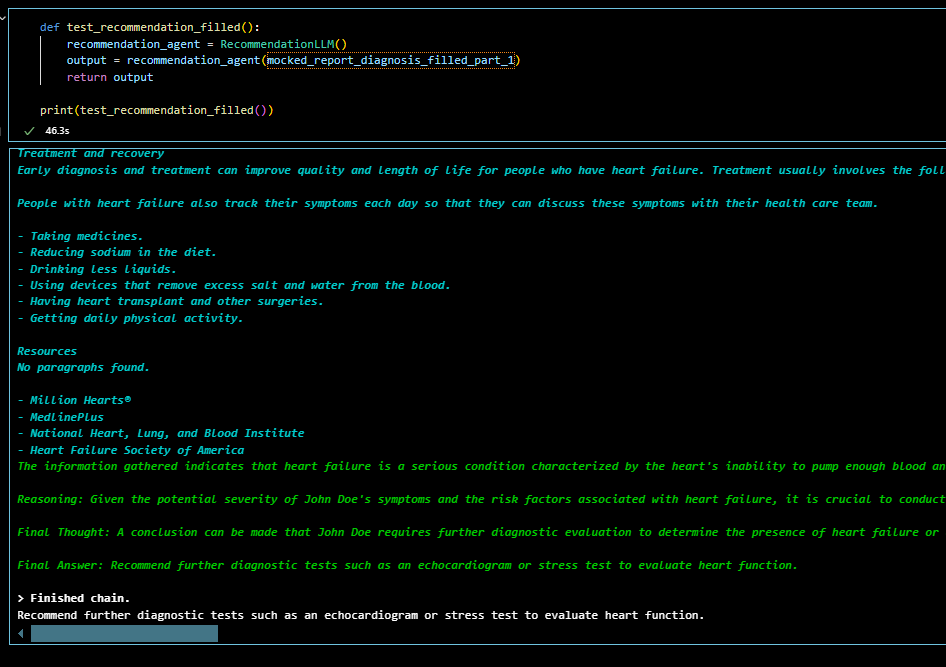 def test_recommendation_filled():
    recommendation_agent = RecommendationLLM()
    output = recommendation_agent(mocked_report_diagnosis_filled_part_1)
    return output
print(test_recommendation_filled())
✓ 46.3s
Treatment and recovery
Early diagnosis and treatment can improve quality and length of life for people who have heart failure. Treatment usually involves the foll
People with heart failure also track their symptoms each day so that they can discuss these symptoms with their health care team.
- Taking medicines.
- Reducing sodium in the diet.
- Drinking less liquids.
- Using devices that remove excess salt and water from the blood.
- Having heart transplant and other surgeries.
- Getting daily physical activity.
Resources
No paragraphs found.
- Million Hearts®
- MedlinePlus
- National Heart, Lung, and Blood Institute
- Heart Failure Society of America
The information gathered indicates that heart failure is a serious condition characterized by the heart's inability to pump enough blood an
Reasoning: Given the potential severity of John Doe's symptoms and the risk factors associated with heart failure, it is crucial to conduct
Final Thought: A conclusion can be made that John Doe requires further diagnostic evaluation to determine the presence of heart failure or
Final Answer: Recommend further diagnostic tests such as an echocardiogram or stress test to evaluate heart function.
> Finished chain.
Recommend further diagnostic tests such as an echocardiogram or stress test to evaluate heart function.